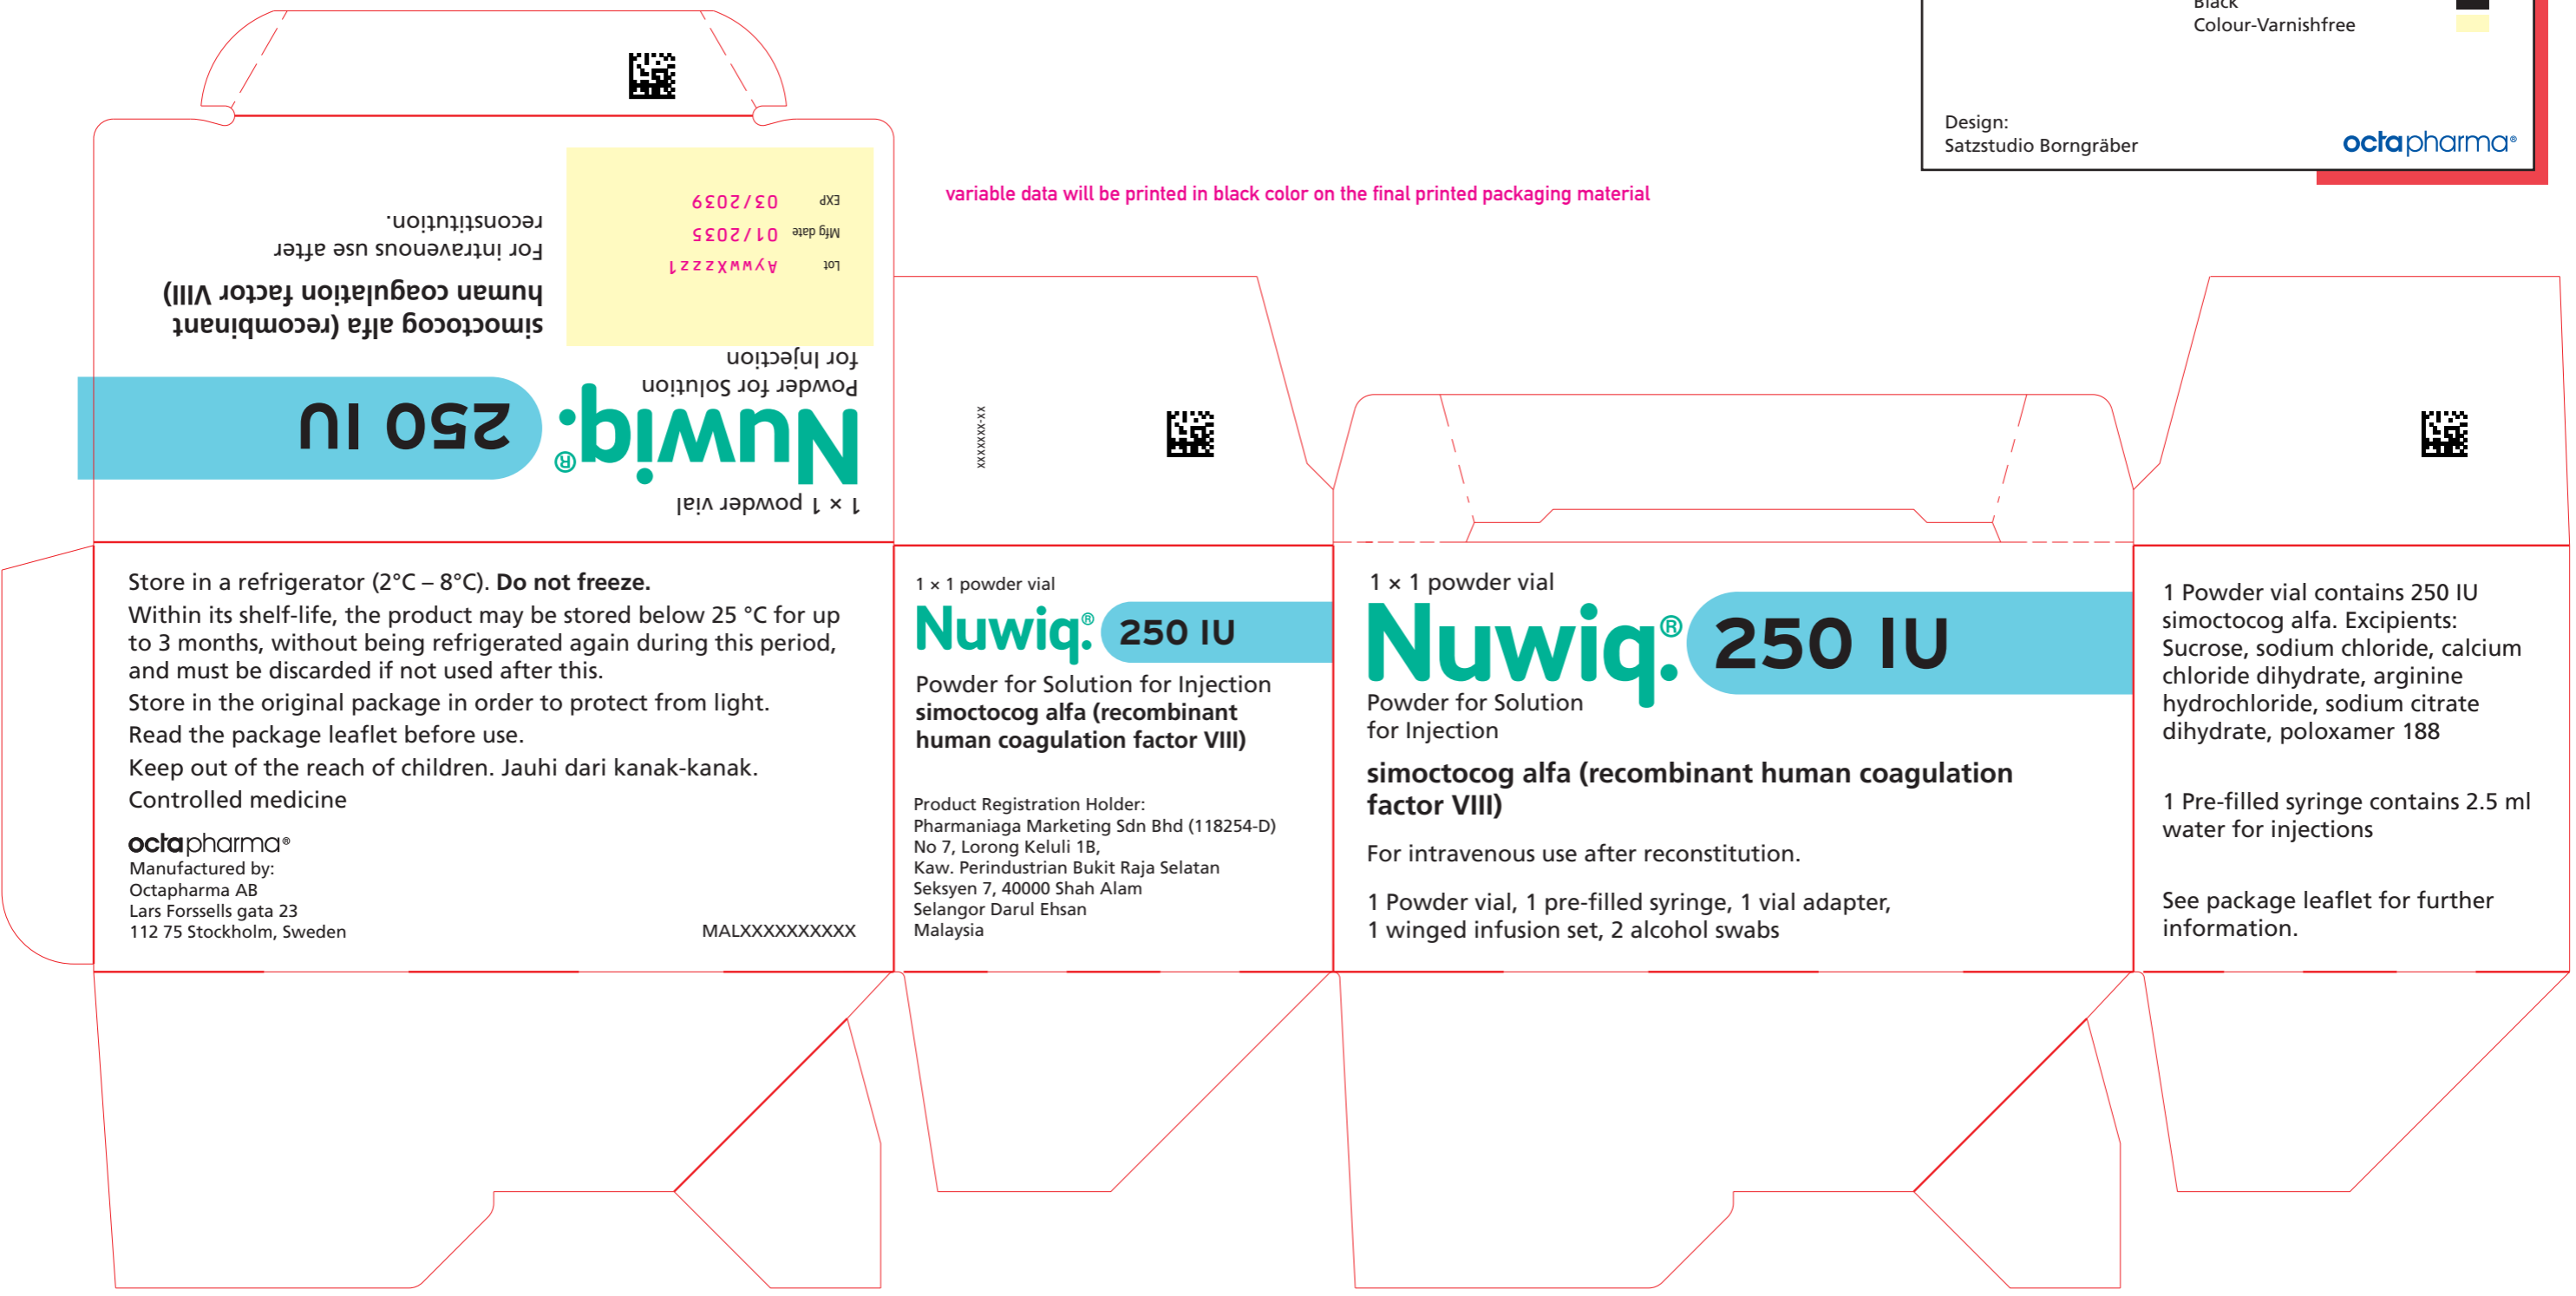 Black
Colour-Varnishfree
Design:
Satzstudio Borngräber
octapharma®
variable data will be printed in black color on the final printed packaging material
1 × 1 powder vial
Nuwiq.®
250 IU
Powder for Solution
for Injection
simoctocog alfa (recombinant
human coagulation factor VIII)
For intravenous use after
reconstitution.
Lot AywwXzzz1
Mfg date 01/2035
EXP 03/2039
XXXXXXX-XX
Store in a refrigerator (2°C – 8°C). Do not freeze.
Within its shelf-life, the product may be stored below 25 °C for up
to 3 months, without being refrigerated again during this period,
and must be discarded if not used after this.
Store in the original package in order to protect from light.
Read the package leaflet before use.
Keep out of the reach of children. Jauhi dari kanak-kanak.
Controlled medicine
octapharma®
Manufactured by:
Octapharma AB
Lars Forssells gata 23
112 75 Stockholm, Sweden
MALXXXXXXXXXX
1 × 1 powder vial
Nuwiq.® 250 IU
Powder for Solution for Injection
simoctocog alfa (recombinant
human coagulation factor VIII)
Product Registration Holder:
Pharmaniaga Marketing Sdn Bhd (118254-D)
No 7, Lorong Keluli 1B,
Kaw. Perindustrian Bukit Raja Selatan
Seksyen 7, 40000 Shah Alam
Selangor Darul Ehsan
Malaysia
1 × 1 powder vial
Nuwiq.® 250 IU
Powder for Solution
for Injection
simoctocog alfa (recombinant human coagulation
factor VIII)
For intravenous use after reconstitution.
1 Powder vial, 1 pre-filled syringe, 1 vial adapter,
1 winged infusion set, 2 alcohol swabs
1 Powder vial contains 250 IU
simoctocog alfa. Excipients:
Sucrose, sodium chloride, calcium
chloride dihydrate, arginine
hydrochloride, sodium citrate
dihydrate, poloxamer 188
1 Pre-filled syringe contains 2.5 ml
water for injections
See package leaflet for further
information.